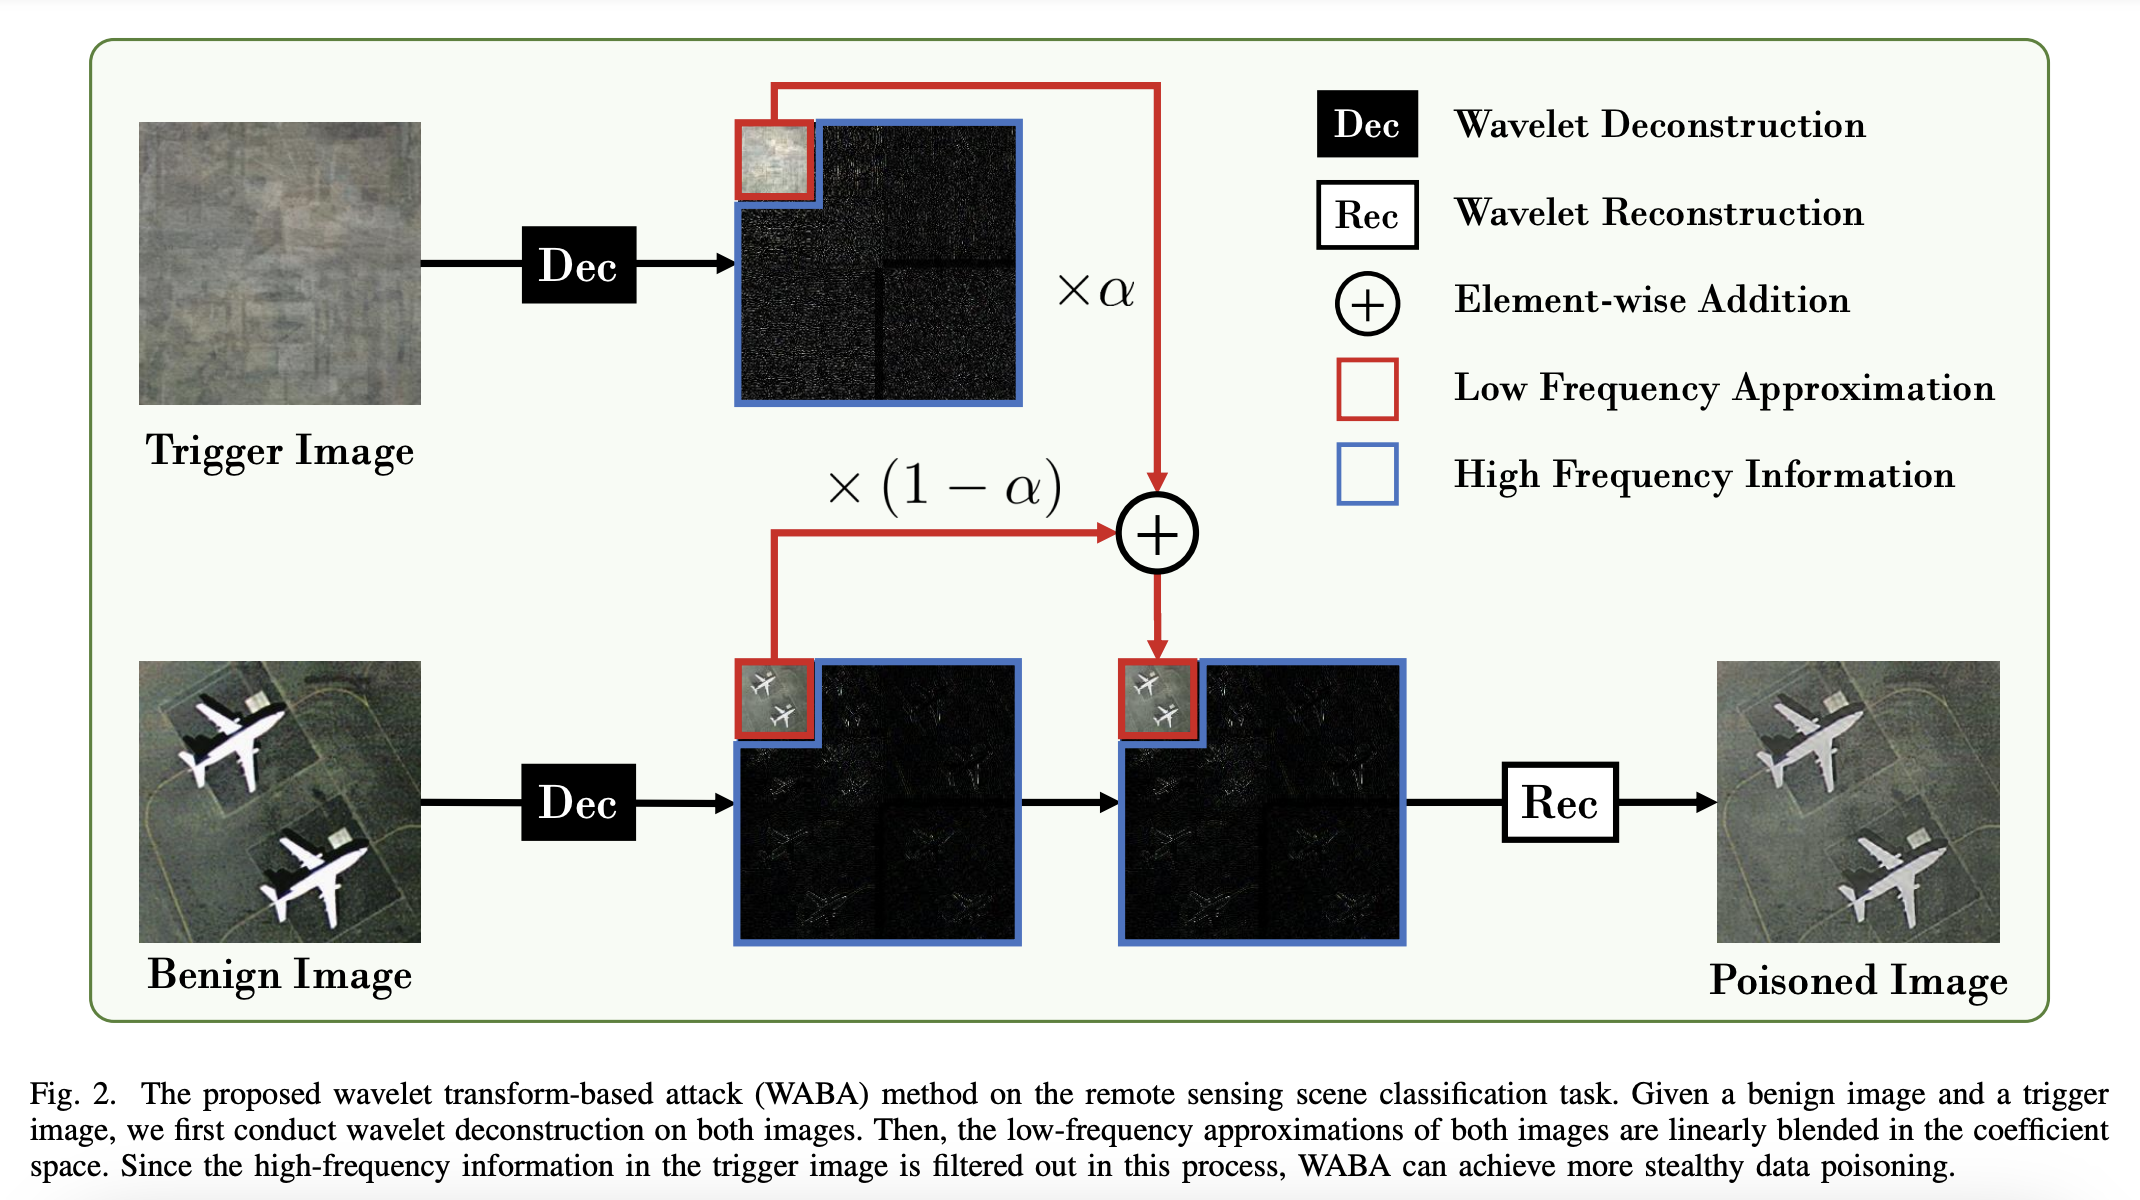 Dec Wavelet Deconstruction
Rec Wavelet Reconstruction
+ Element-wise Addition
Low Frequency Approximation
High Frequency Information
Dec
×α
Trigger Image
× (1 − α)
+
Dec
Rec
Benign Image
Poisoned Image
Fig. 2. The proposed wavelet transform-based attack (WABA) method on the remote sensing scene classification task. Given a benign image and a trigger
image, we first conduct wavelet deconstruction on both images. Then, the low-frequency approximations of both images are linearly blended in the coefficient
space. Since the high-frequency information in the trigger image is filtered out in this process, WABA can achieve more stealthy data poisoning.